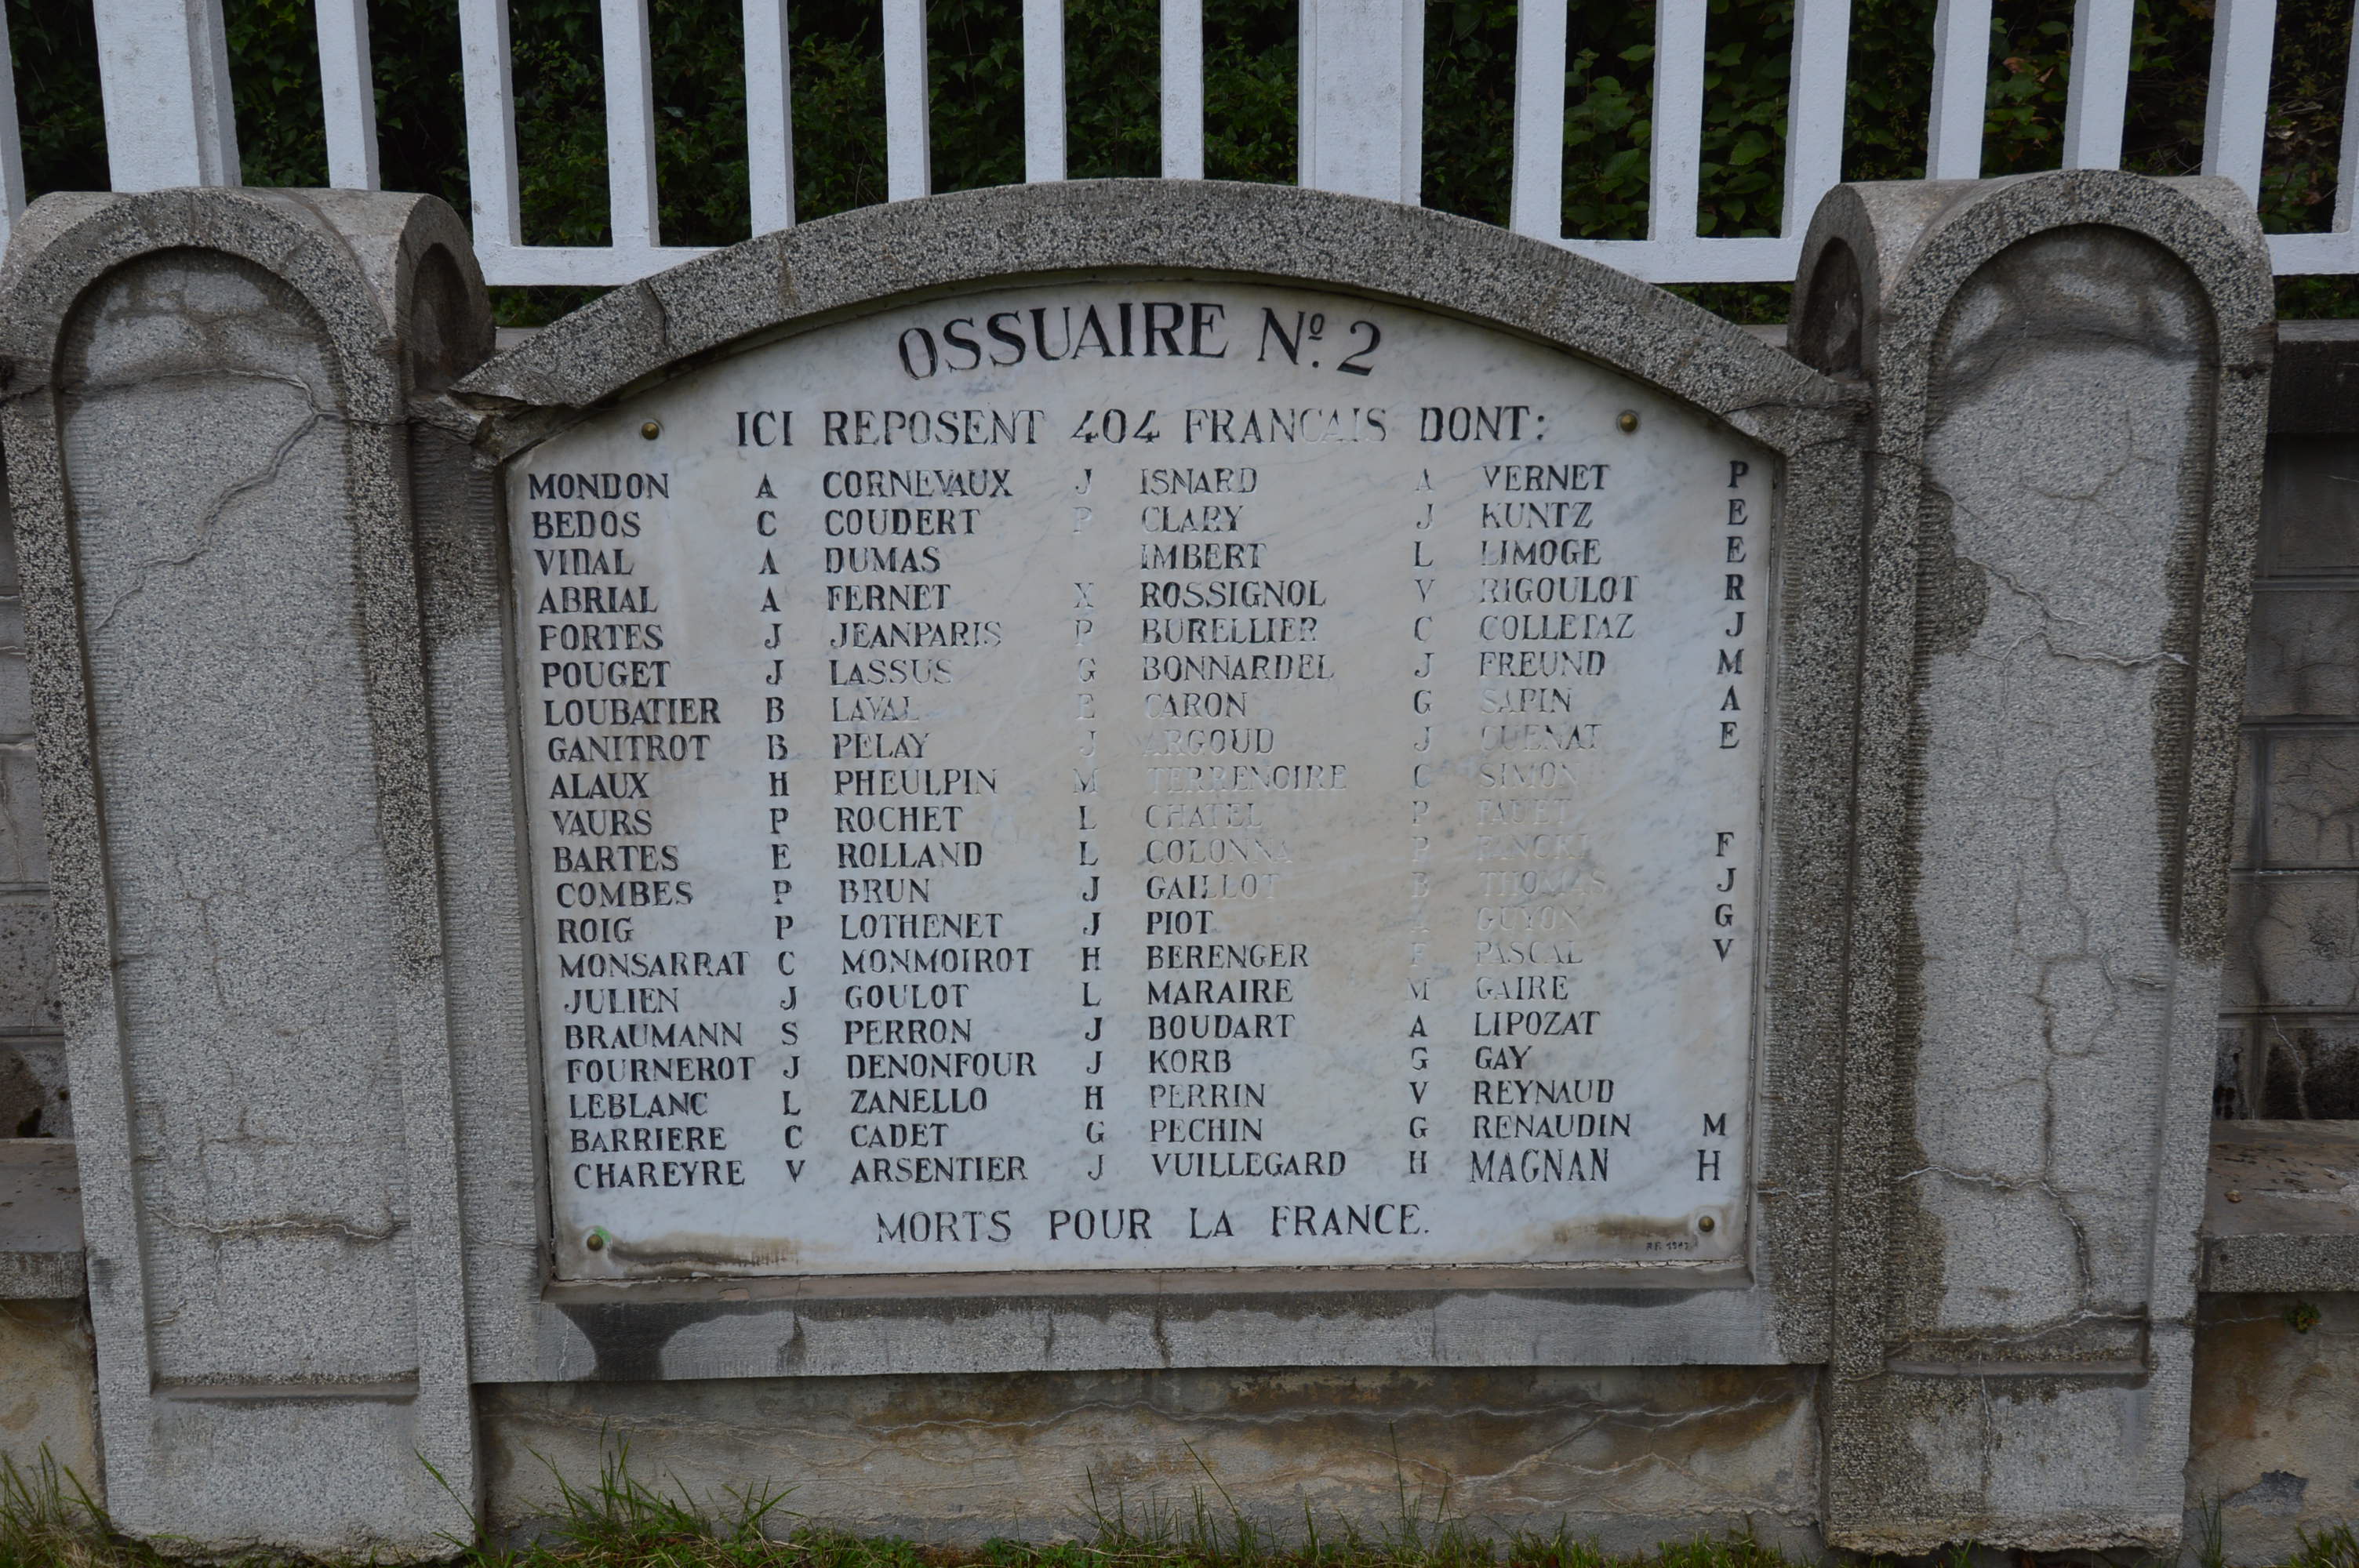 OSSUAIRE Nº. 2
ICI REPOSENT 404 FRANCAIS DONT:
MONDON A CORNEVAUX J ISNARD A VERNET P
BEDOS C COUDERT P CLARY J KUNTZ E
VIDAL A DUMAS IMBERT L LIMOGE E
ABRIAL A FERNET X ROSSIGNOL V RIGOULOT R
FORTES J JEANPARIS P BURELLIER C COLLETAZ J
POUGET J LASSUS G BONNARDEL J FREUND M
LOUBATIER B LAVAL E CARON G SAPIN A
GANITROT B PELAY J ARGOUD J CUENAT E
ALAUX H PHEULPIN M TERRENOIRE C SIMON
VAURS P ROCHET L CHATEL P
BARTES E ROLLAND L COLONNA P F
COMBES P BRUN J GAILLOT B THOMAS J
ROIG P LOTHENET J PIOT A GUYON G
MONSARRAT C MONMOIROT H BERENGER F PASCAL V
JULIEN J GOULOT L MARAIRE M GAIRE
BRAUMANN S PERRON J BOUDART A LIPOZAT
FOURNEROT J DENONFOUR J KORB G GAY
LEBLANC L ZANELLO H PERRIN V REYNAUD
BARRIERE C CADET G PECHIN G RENAUDIN M
CHAREYRE V ARSENTIER J VUILLEGARD H MAGNAN H
MORTS POUR LA FRANCE.